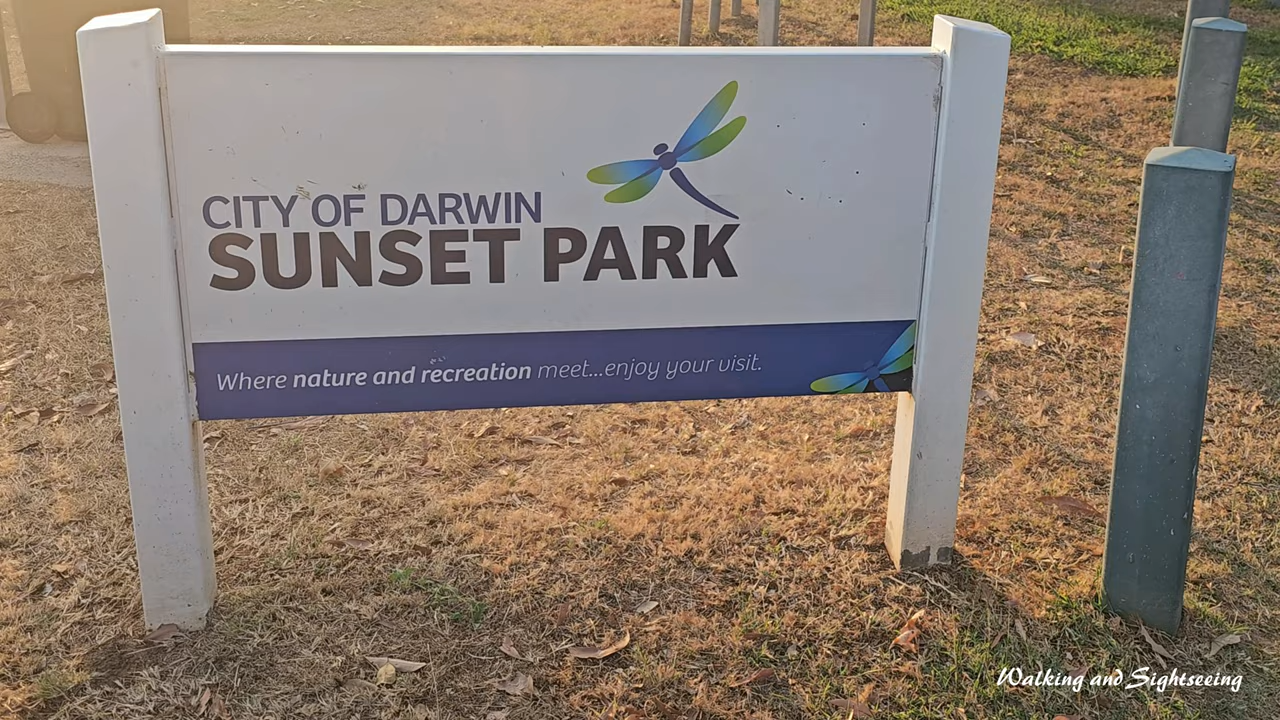 CITY OF DARWIN
SUNSET PARK
Where nature and recreation meet...enjoy your visit.
Walking and Sightseeing